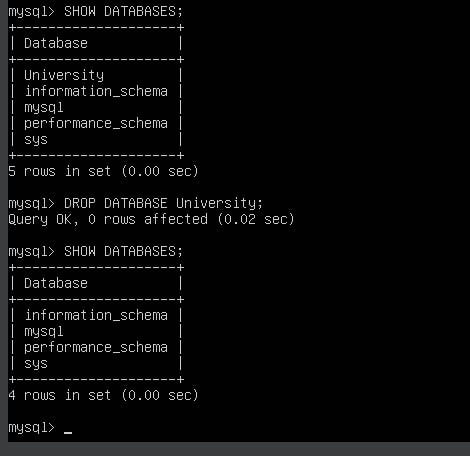 mysql> SHOW DATABASES;
+--------------------+
| Database           |
+--------------------+
| University         |
| information_schema |
| mysql              |
| performance_schema |
| sys                |
+--------------------+
5 rows in set (0.00 sec)
mysql> DROP DATABASE University;
Query OK, 0 rows affected (0.02 sec)
mysql> SHOW DATABASES;
+--------------------+
| Database           |
+--------------------+
| information_schema |
| mysql              |
| performance_schema |
| sys                |
+--------------------+
4 rows in set (0.00 sec)
mysql> _